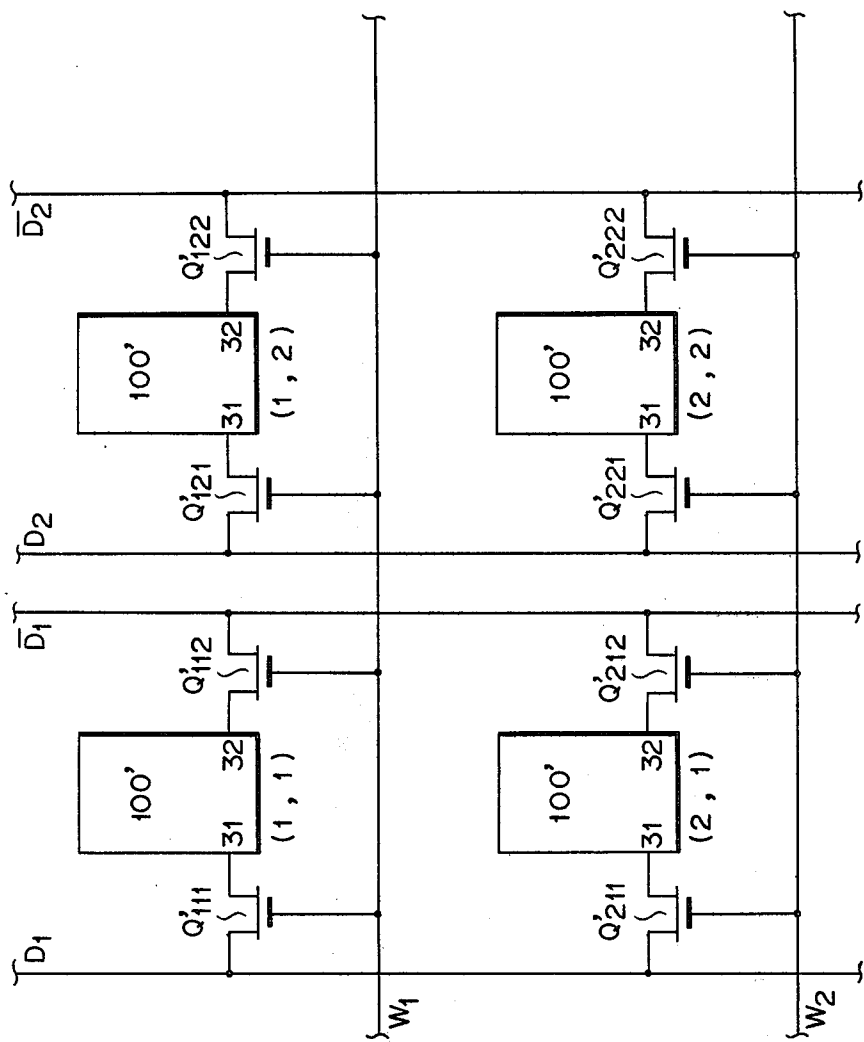 D1 D̅1 D2 D̅2
Q'111 Q'112 Q'121 Q'122
100' 100'
31 32 31 32
(1 , 1) (1 , 2)
W1
Q'211 Q'212 Q'221 Q'222
100' 100'
31 32 31 32
(2 , 1) (2 , 2)
W2